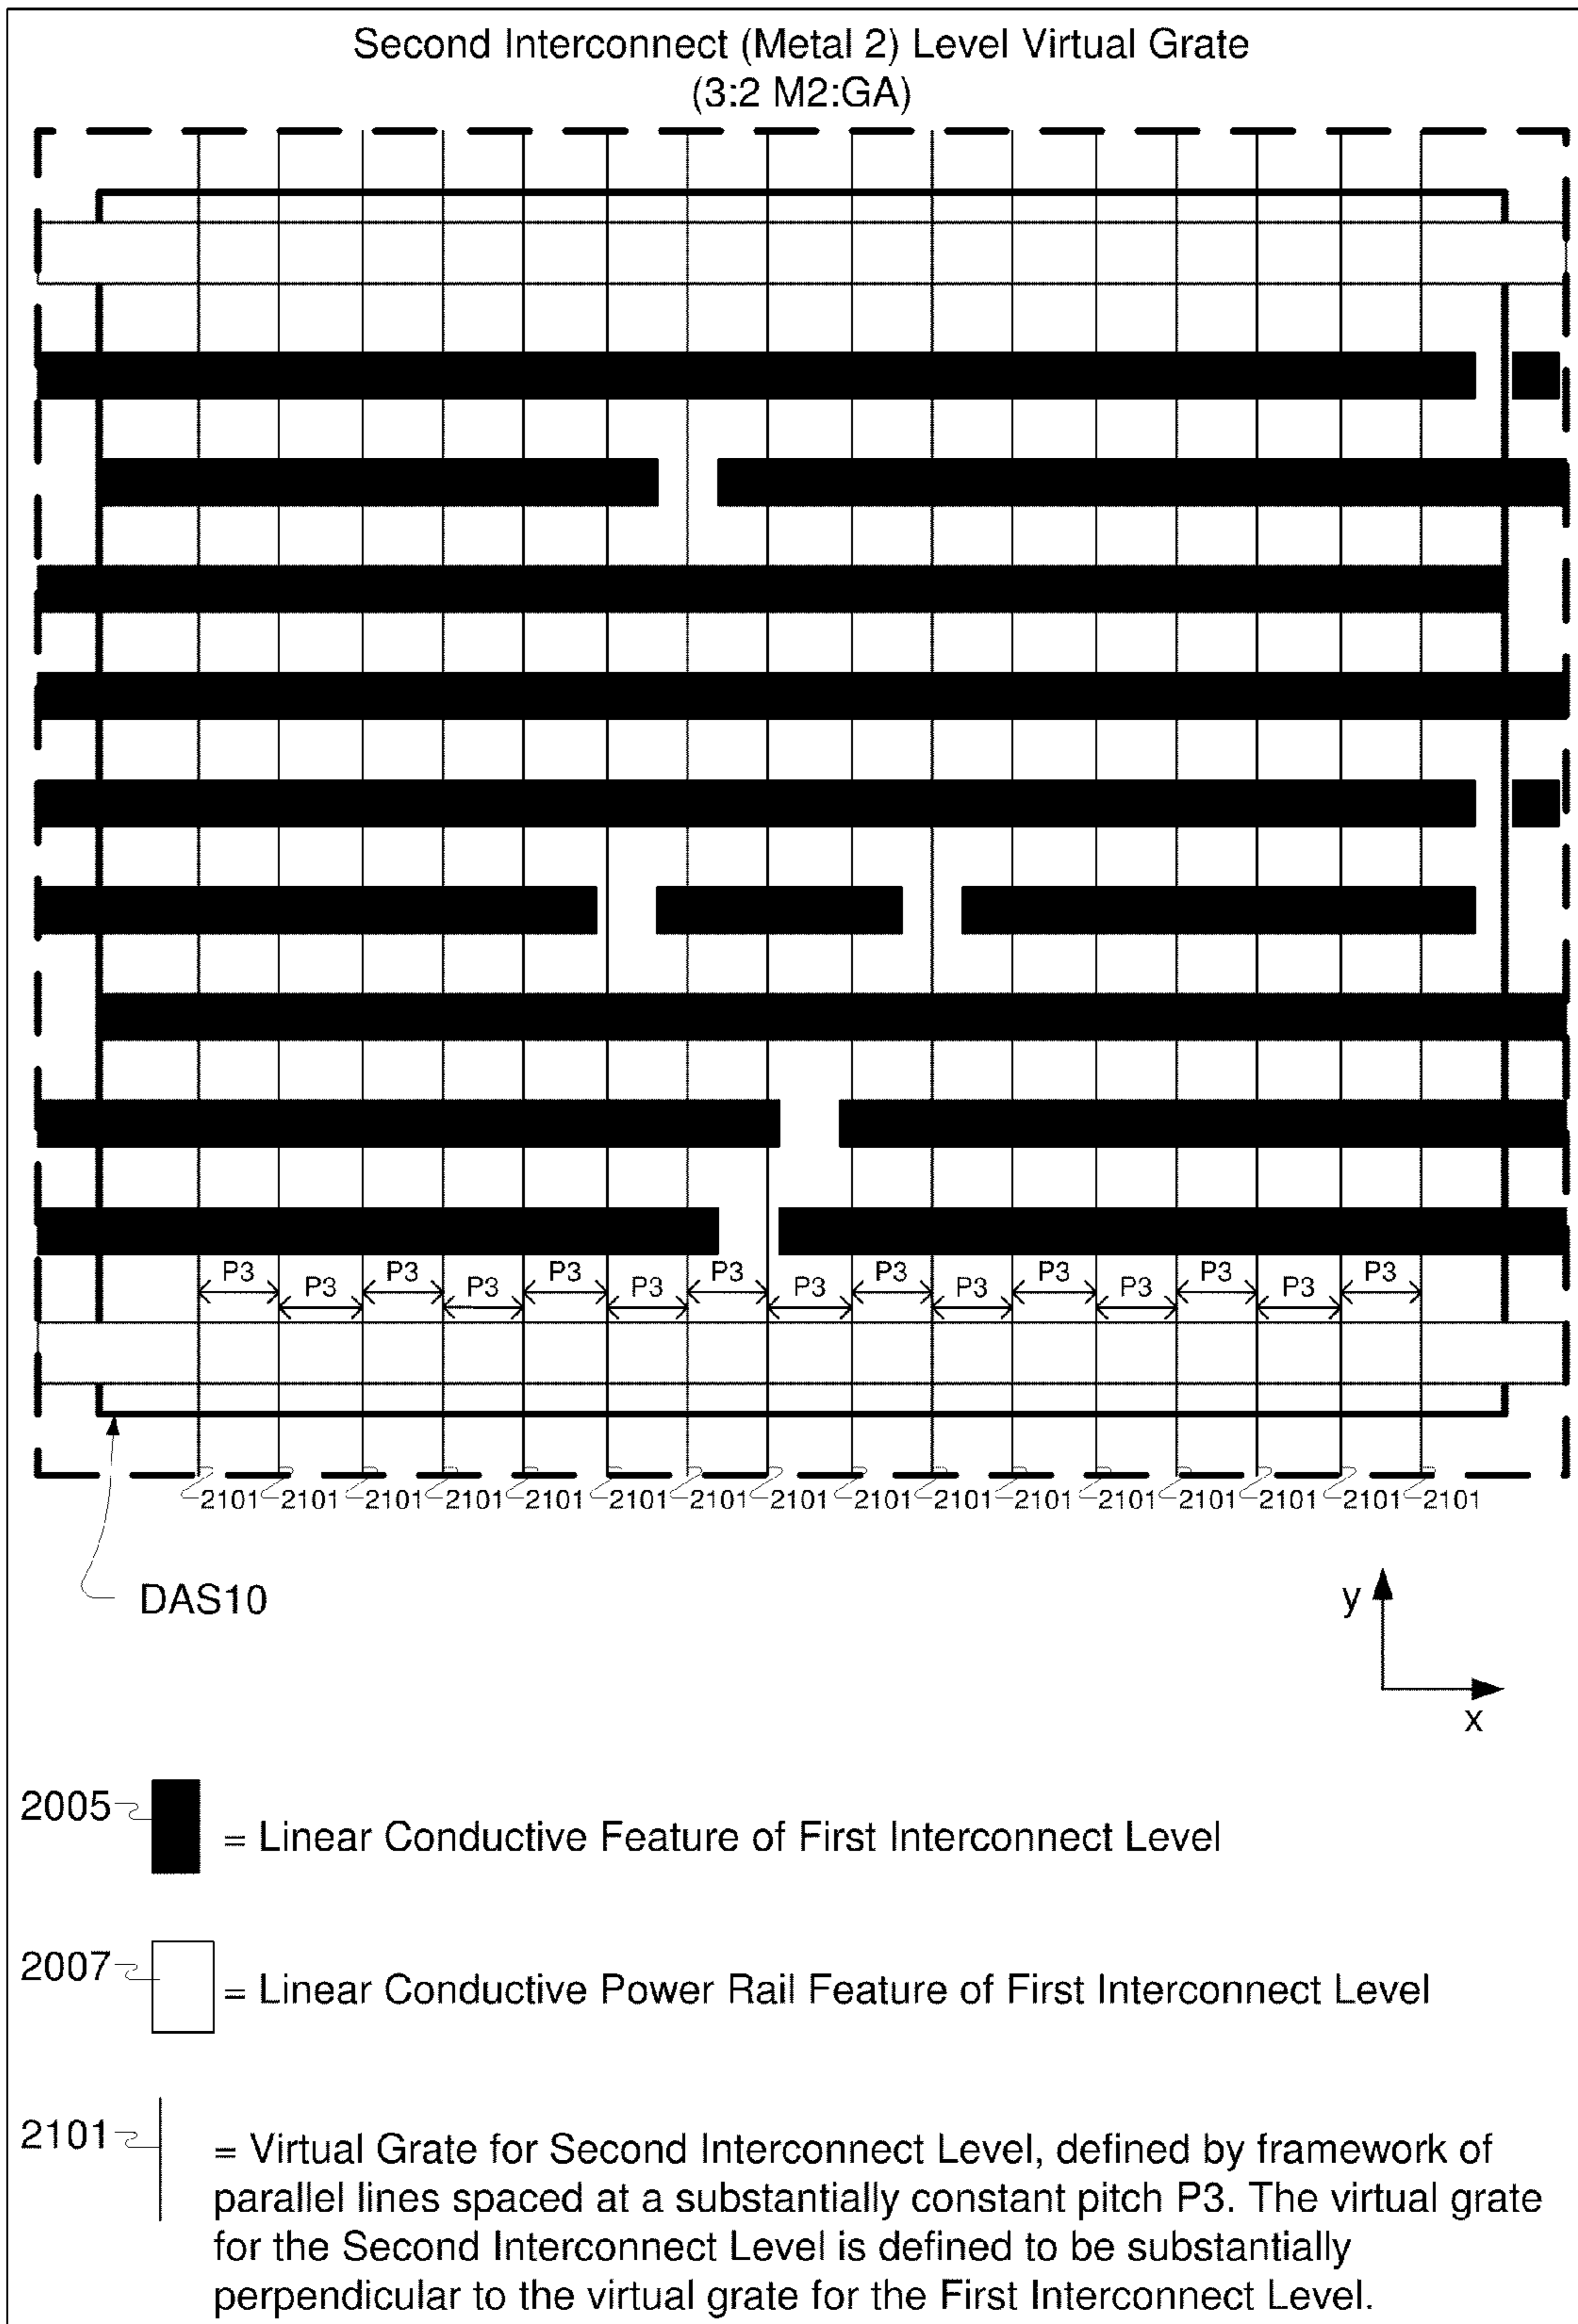 Second Interconnect (Metal 2) Level Virtual Grate
(3:2 M2:GA)
P3 P3 P3 P3 P3 P3 P3 P3
P3 P3 P3 P3 P3 P3 P3
2101 2101 2101 2101 2101 2101 2101 2101 2101 2101 2101 2101 2101 2101 2101 2101
DAS10
y
x
2005 = Linear Conductive Feature of First Interconnect Level
2007 = Linear Conductive Power Rail Feature of First Interconnect Level
2101 = Virtual Grate for Second Interconnect Level, defined by framework of
parallel lines spaced at a substantially constant pitch P3. The virtual grate
for the Second Interconnect Level is defined to be substantially
perpendicular to the virtual grate for the First Interconnect Level.